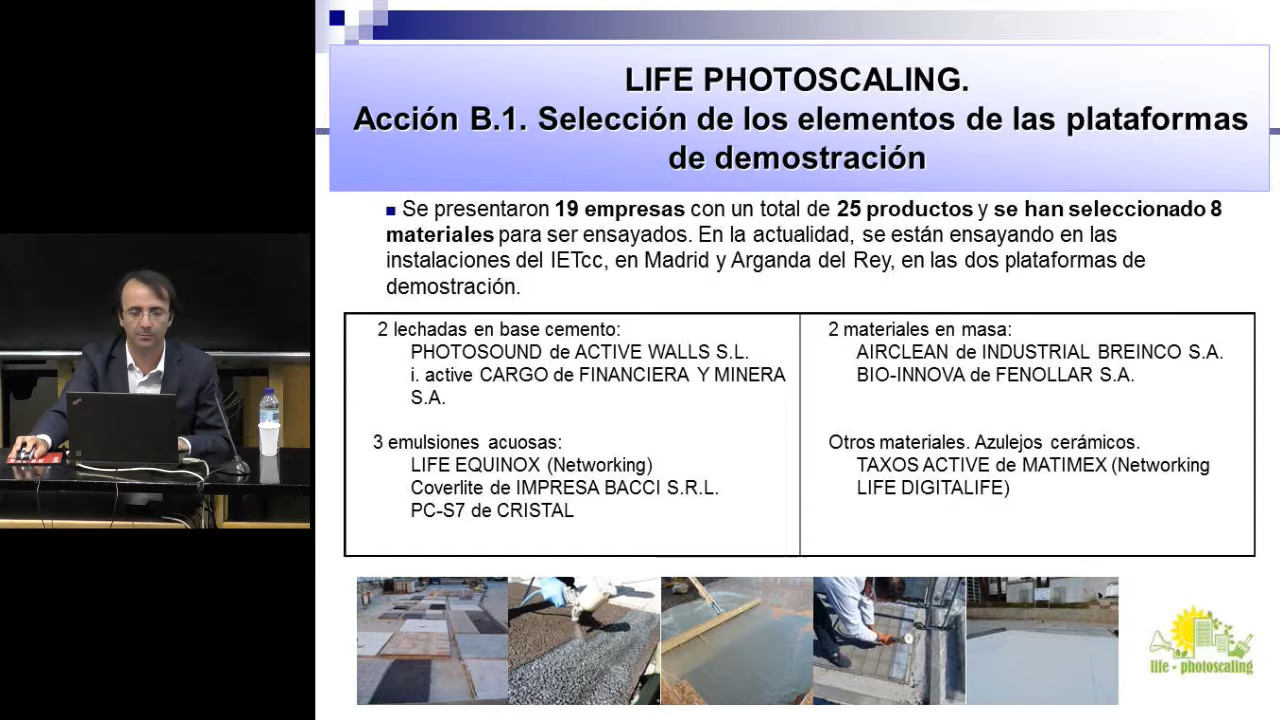 LIFE PHOTOSCALING.
Acción B.1. Selección de los elementos de las plataformas
de demostración
Se presentaron 19 empresas con un total de 25 productos y se han seleccionado 8
materiales para ser ensayados. En la actualidad, se están ensayando en las
instalaciones del IETcc, en Madrid y Arganda del Rey, en las dos plataformas de
demostración.
2 lechadas en base cemento:
PHOTOSOUND de ACTIVE WALLS S.L.
i. active CARGO de FINANCIERA Y MINERA
S.A.
3 emulsiones acuosas:
LIFE EQUINOX (Networking)
Coverlite de IMPRESA BACCI S.R.L.
PC-S7 de CRISTAL
2 materiales en masa:
AIRCLEAN de INDUSTRIAL BREINCO S.A.
BIO-INNOVA de FENOLLAR S.A.
Otros materiales. Azulejos cerámicos.
TAXOS ACTIVE de MATIMEX (Networking
LIFE DIGITALIFE)
life - photoscaling